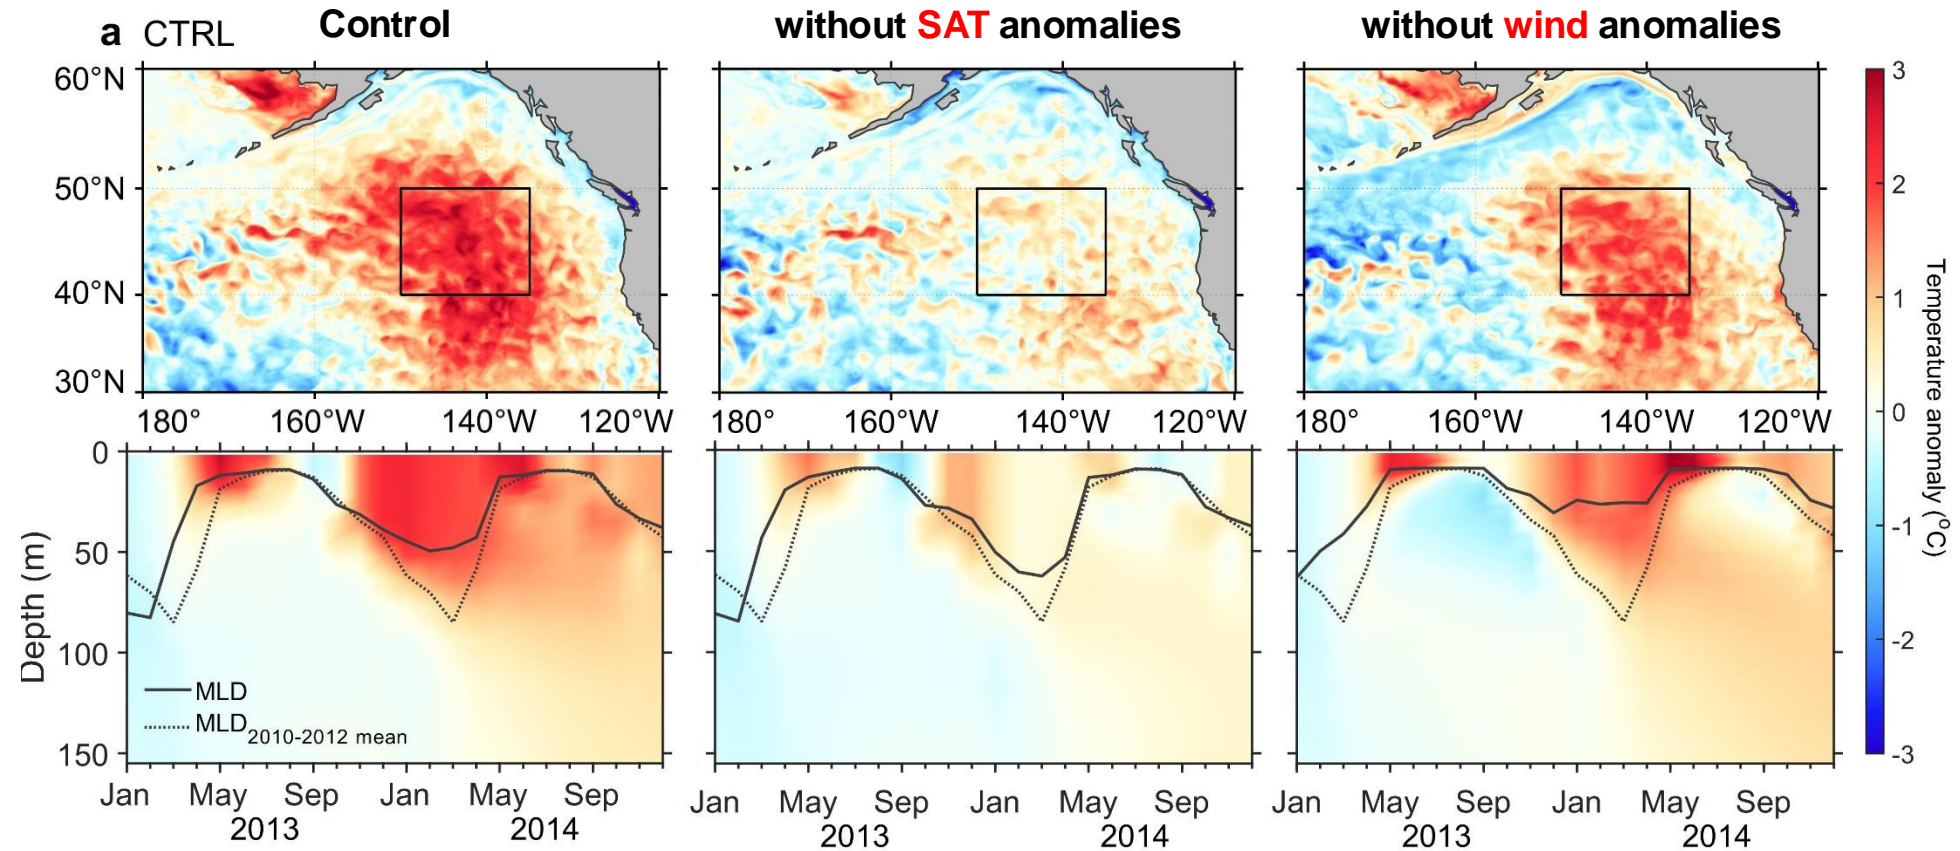 a CTRL
Control
without SAT anomalies
without wind anomalies
60°N
50°N
40°N
30°N
180°
160°W
140°W
120°W
180°
160°W
140°W
120°W
180°
160°W
140°W
120°W
3
2
1
0
-1
-2
-3
Temperature anomaly (°C)
0
50
100
150
Depth (m)
MLD
MLD2010-2012 mean
Jan May Sep Jan May Sep
2013 2014
Jan May Sep Jan May Sep
2013 2014
Jan May Sep Jan May Sep
2013 2014